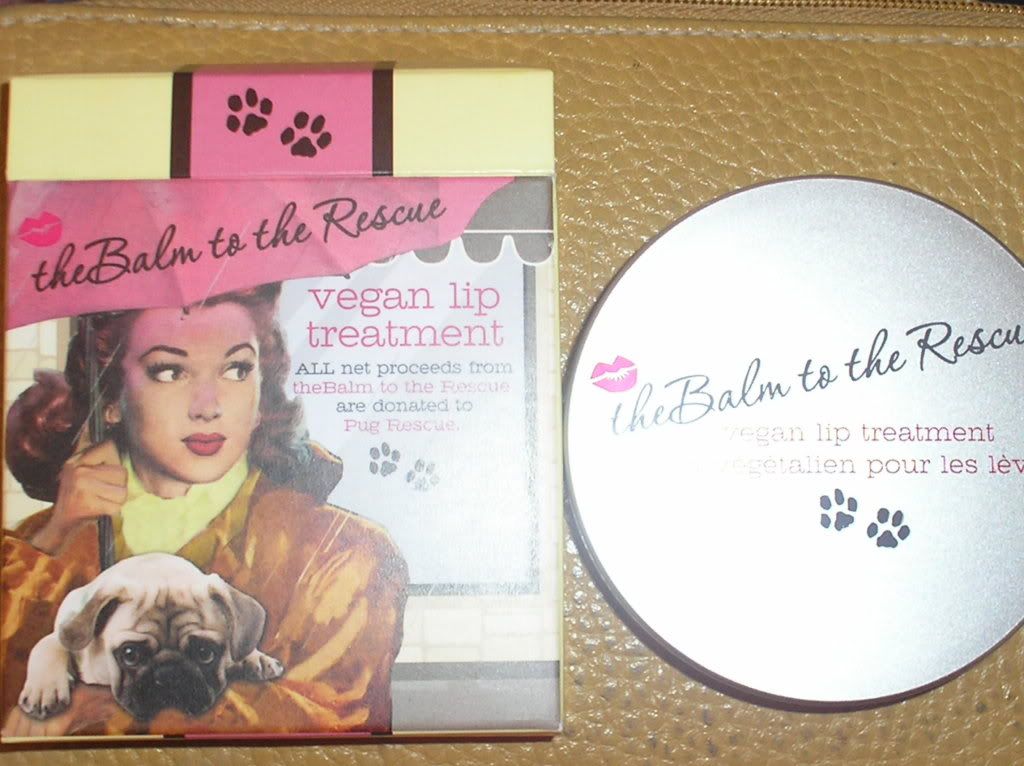 theBalm to the Rescue
vegan lip
treatment
ALL net proceeds from
theBalm to the Rescue
are donated to
Pug Rescue.
theBalm to the Rescu
vegan lip treatment
végétalien pour les lèv